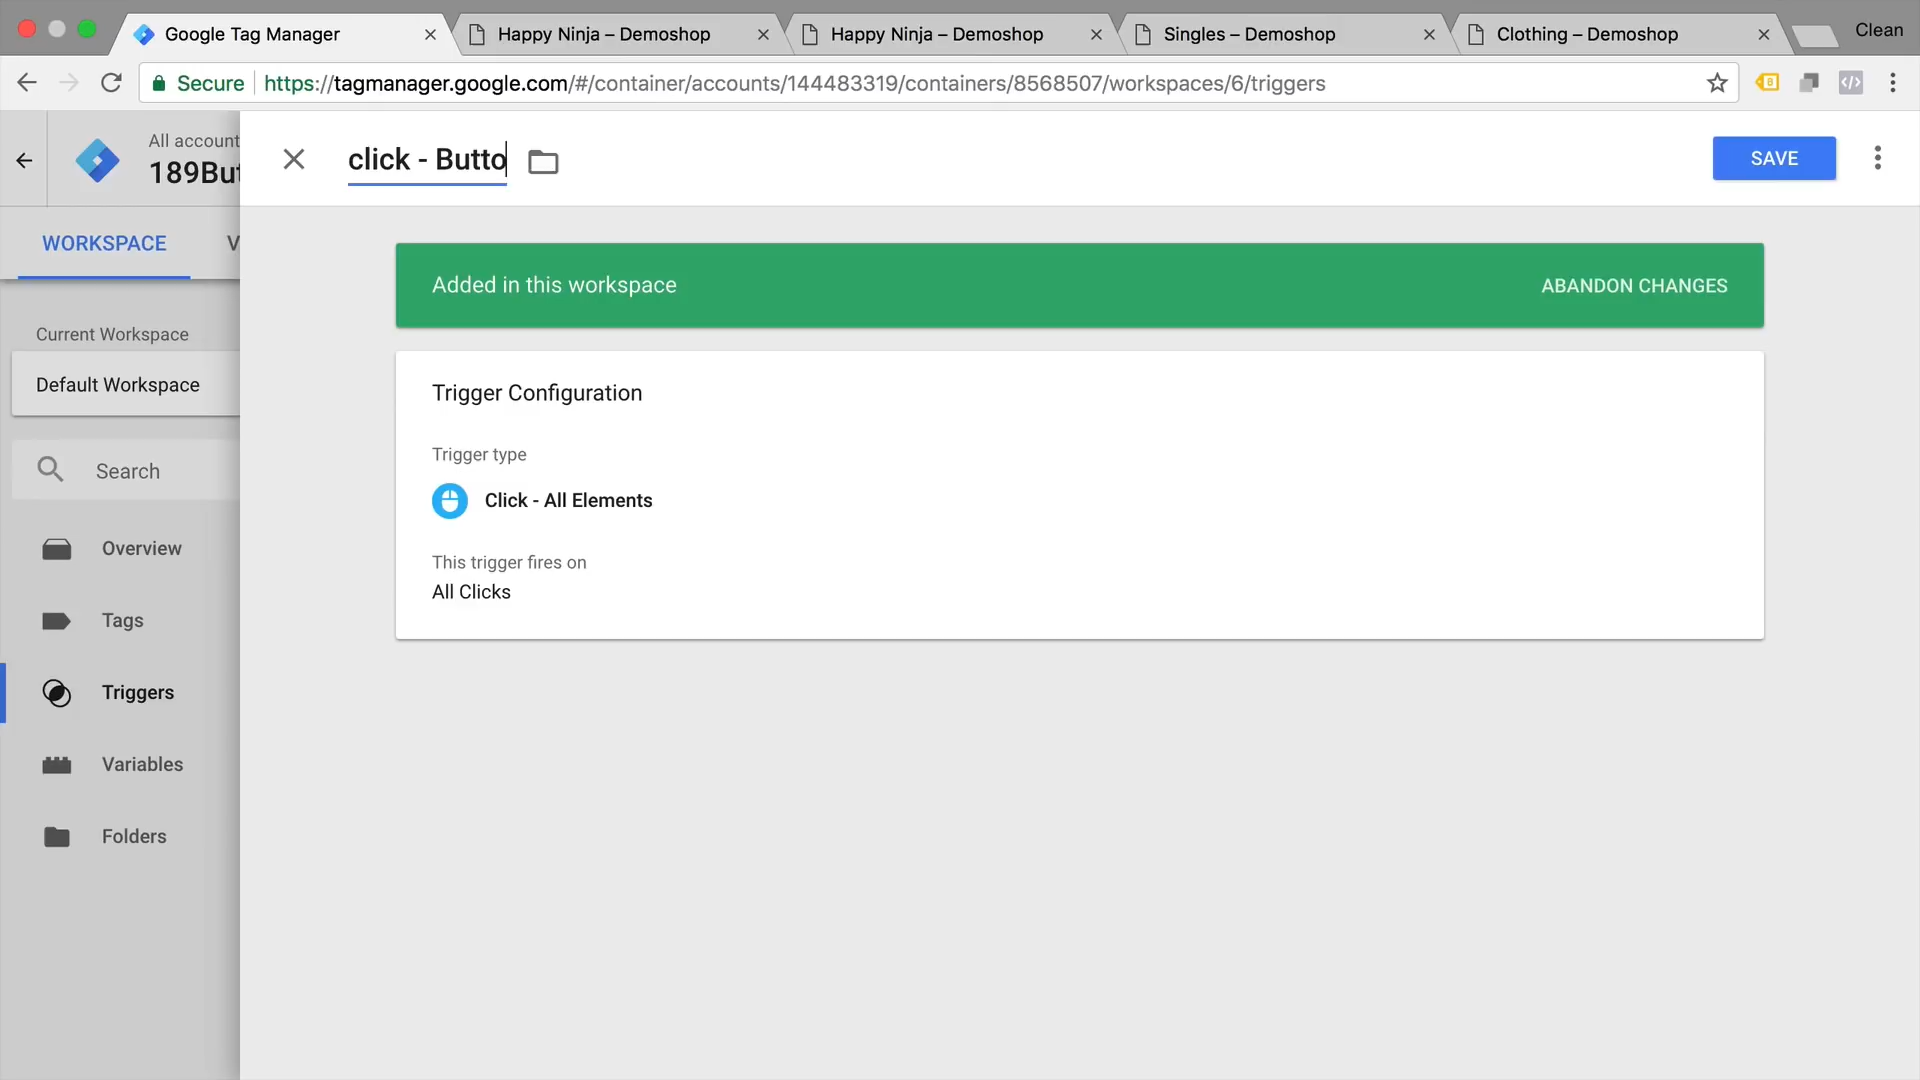 Google Tag Manager
Happy Ninja – Demoshop
Happy Ninja – Demoshop
Singles – Demoshop
Clothing – Demoshop
Clean
Secure
https://tagmanager.google.com/#/container/accounts/144483319/containers/8568507/workspaces/6/triggers
All account
189But
click - Butto
SAVE
WORKSPACE
V
Added in this workspace
ABANDON CHANGES
Current Workspace
Default Workspace
Trigger Configuration
Trigger type
Click - All Elements
This trigger fires on
All Clicks
Search
Overview
Tags
Triggers
Variables
Folders